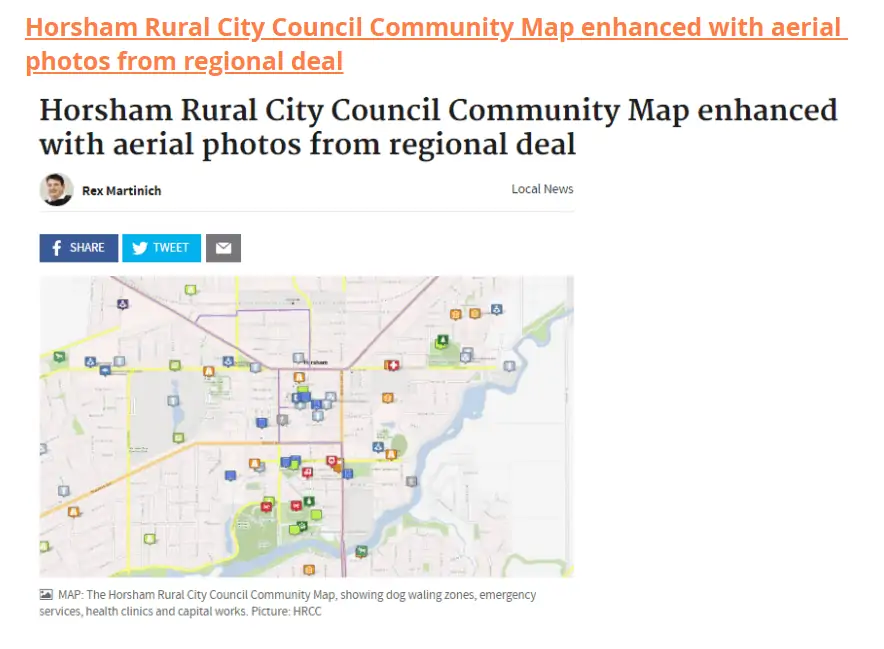 Horsham Rural City Council Community Map enhanced with aerial
photos from regional deal
Horsham Rural City Council Community Map enhanced
with aerial photos from regional deal
Rex Martinich
Local News
SHARE
TWEET
Horsham
MAP: The Horsham Rural City Council Community Map, showing dog waling zones, emergency
services, health clinics and capital works. Picture: HRCC